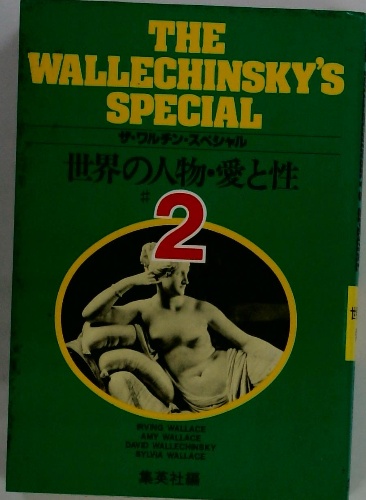 THE
WALLECHINSKY'S
SPECIAL
ザ・ワルチン・スペシャル
世界の人物・愛と性
#2
IRVING WALLACE
AMY WALLACE
DAVID WALLECHINSKY
SYLVIA WALLACE
集英社編